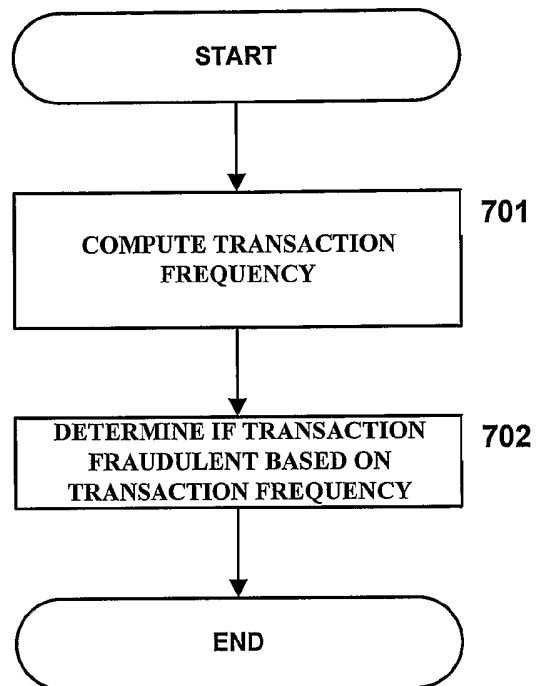 START
701
COMPUTE TRANSACTION
FREQUENCY
702
DETERMINE IF TRANSACTION
FRAUDULENT BASED ON
TRANSACTION FREQUENCY
END